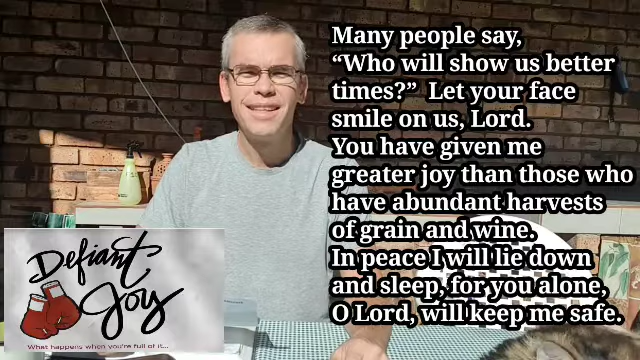 Many people say,
“Who will show us better
times?”  Let your face
smile on us, Lord.
You have given me
greater joy than those who
have abundant harvests
of grain and wine.
In peace I will lie down
and sleep, for you alone,
O Lord, will keep me safe.
Defiant
Joy
What happens when you're full of it...